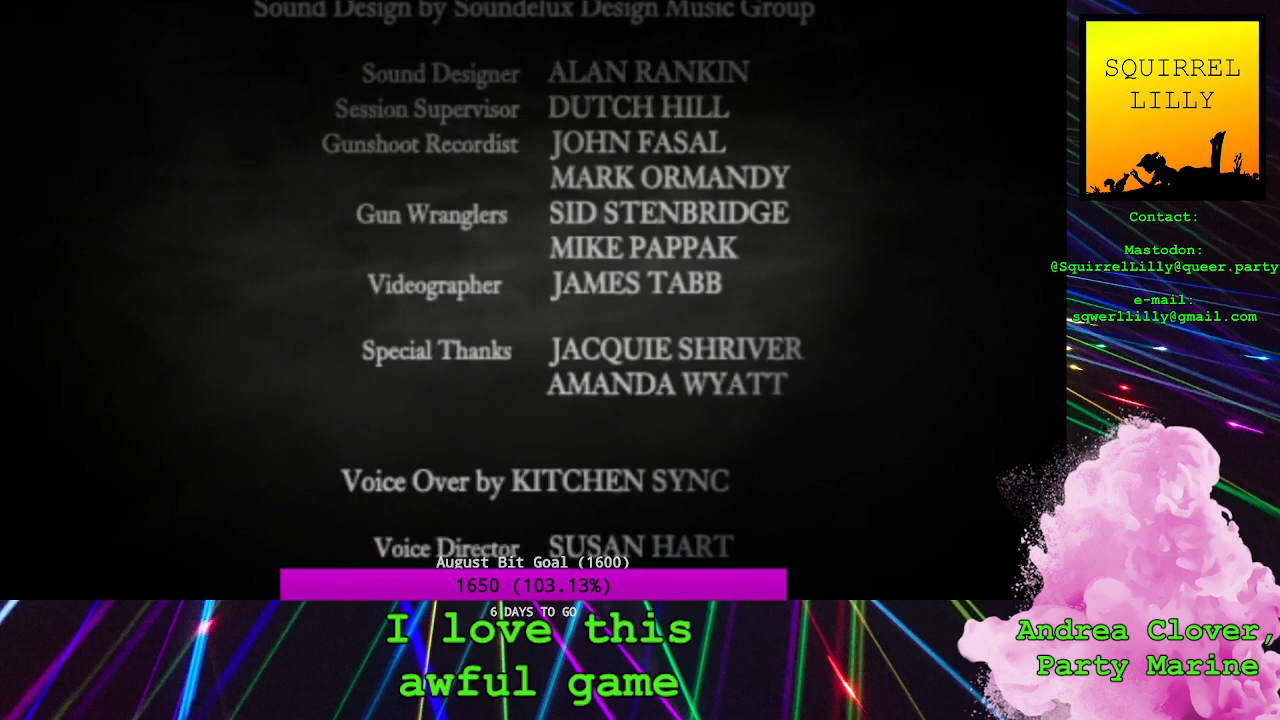 Sound Design by Soundelux Design Music Group
Sound Designer ALAN RANKIN
Session Supervisor DUTCH HILL
Gunshoot Recordist JOHN FASAL
MARK ORMANDY
Gun Wranglers SID STENBRIDGE
MIKE PAPPAK
Videographer JAMES TABB
Special Thanks JACQUIE SHRIVER
AMANDA WYATT
Voice Over by KITCHEN SYNC
Voice Director SUSAN HART
August Bit Goal (1600)
1650 (103.13%)
6 DAYS TO GO
I love this
awful game
SQUIRREL
LILLY
Contact:
Mastodon:
@SquirrelLilly@queer.party
e-mail:
sqwerllilly@gmail.com
Andrea Clover,
Party Marine